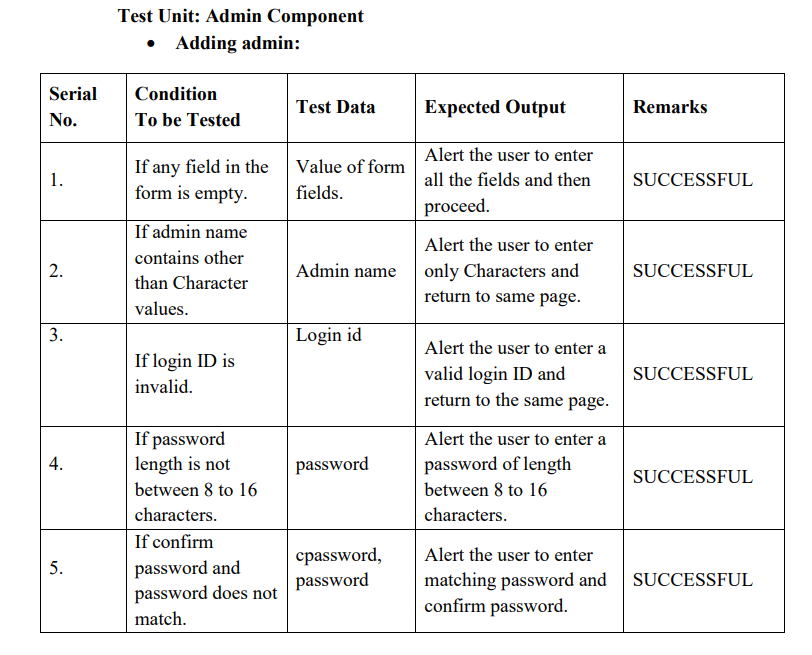 Test Unit: Admin Component
• Adding admin:
Serial No.
Condition To be Tested
Test Data
Expected Output
Remarks
1.
If any field in the
form is empty.
Value of form
fields.
Alert the user to enter
all the fields and then
proceed.
SUCCESSFUL
2.
If admin name
contains other
than Character
values.
Admin name
Alert the user to enter
only Characters and
return to same page.
SUCCESSFUL
3.
If login ID is
invalid.
Login id
Alert the user to enter a
valid login ID and
return to the same page.
SUCCESSFUL
4.
If password
length is not
between 8 to 16
characters.
password
Alert the user to enter a
password of length
between 8 to 16
characters.
SUCCESSFUL
5.
If confirm
password and
password does not
match.
cpassword,
password
Alert the user to enter
matching password and
confirm password.
SUCCESSFUL